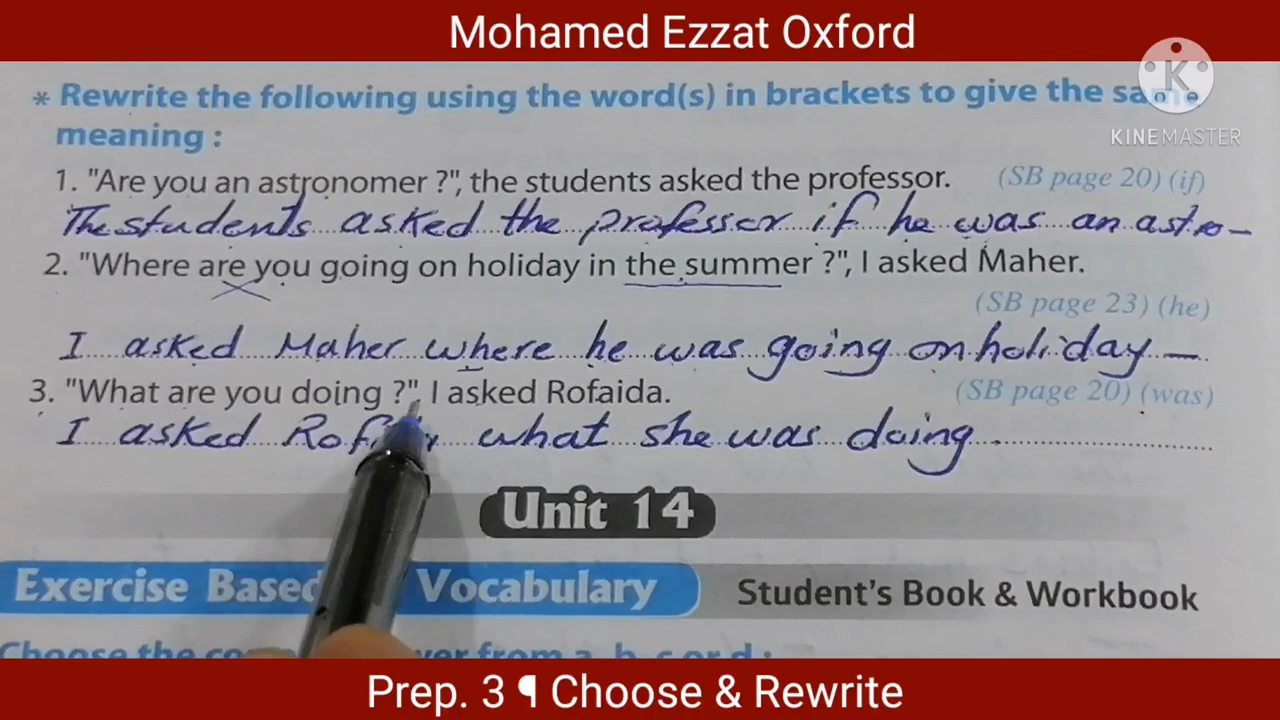 Mohamed Ezzat Oxford
* Rewrite the following using the word(s) in brackets to give the same
KINEMASTER
meaning :
1. "Are you an astronomer ?", the students asked the professor. (SB page 20) (if)
The students asked the professor if he was an astro-
2. "Where are you going on holiday in the summer ?", I asked Maher.
(SB page 23) (he)
I asked Maher where he was going on holiday -
3. "What are you doing ?", I asked Rofaida. (SB page 20) (was)
I asked what she was doing.
Unit 14
Exercise Vocabulary Student's Book & Workbook
Choose the from a, b, c or d :
Prep. 3 ¶ Choose & Rewrite